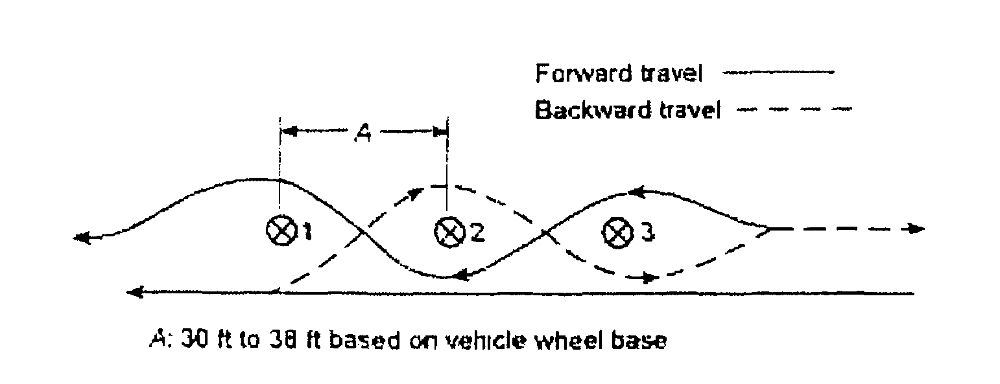 Forward travel
Backward travel
A
1 2 3
A: 30 ft to 38 ft based on vehicle wheel base